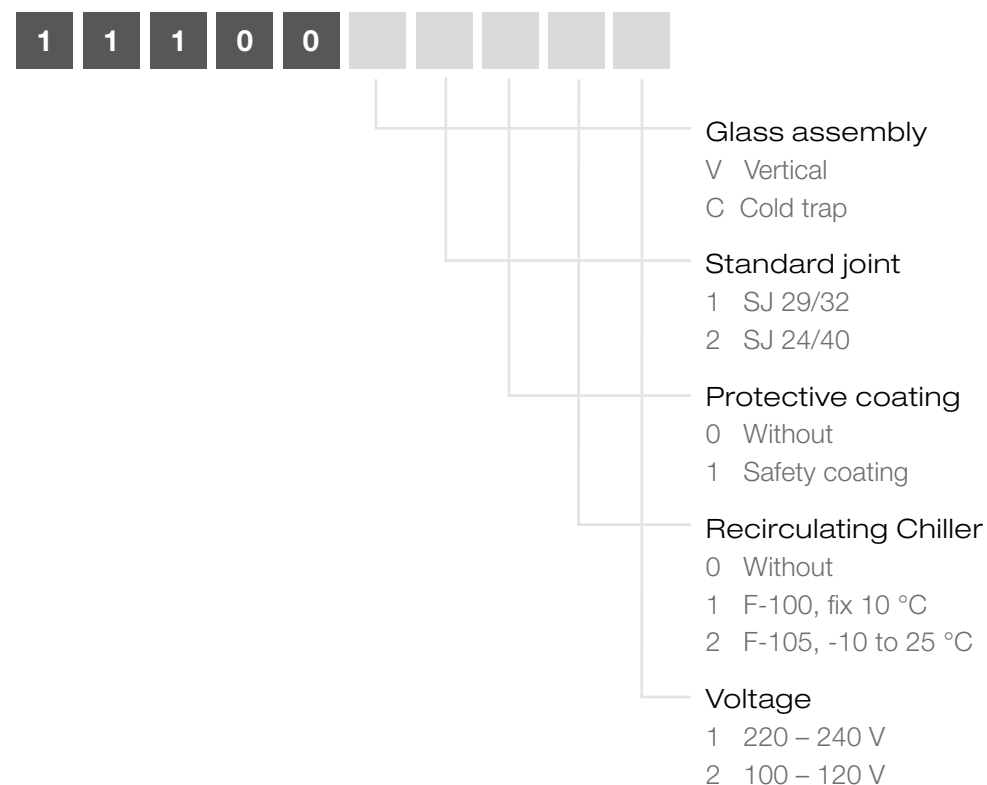 1 1 1 0 0
Glass assembly
V Vertical
C Cold trap
Standard joint
1 SJ 29/32
2 SJ 24/40
Protective coating
0 Without
1 Safety coating
Recirculating Chiller
0 Without
1 F-100, fix 10 °C
2 F-105, -10 to 25 °C
Voltage
1 220 – 240 V
2 100 – 120 V